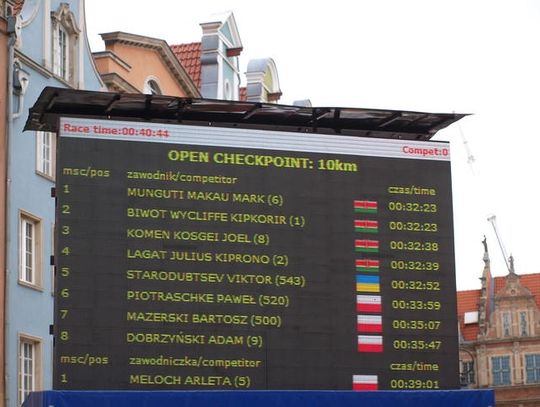 Race time:00:40:44 Compet:0
OPEN CHECKPOINT: 10km
msc/pos zawodnik/competitor czas/time
1 MUNGUTI MAKAU MARK (6) 00:32:23
2 BIWOT WYCLIFFE KIPKORIR (1) 00:32:23
3 KOMEN KOSGEI JOEL (8) 00:32:38
4 LAGAT JULIUS KIPRONO (2) 00:32:39
5 STARODUBTSEV VIKTOR (543) 00:32:52
6 PIOTRASCHKE PAWEŁ (520) 00:33:59
7 MAZERSKI BARTOSZ (500) 00:35:07
8 DOBRZYŃSKI ADAM (9) 00:35:47
msc/pos zawodniczka/competitor czas/time
1 MELOCH ARLETA (5) 00:39:01